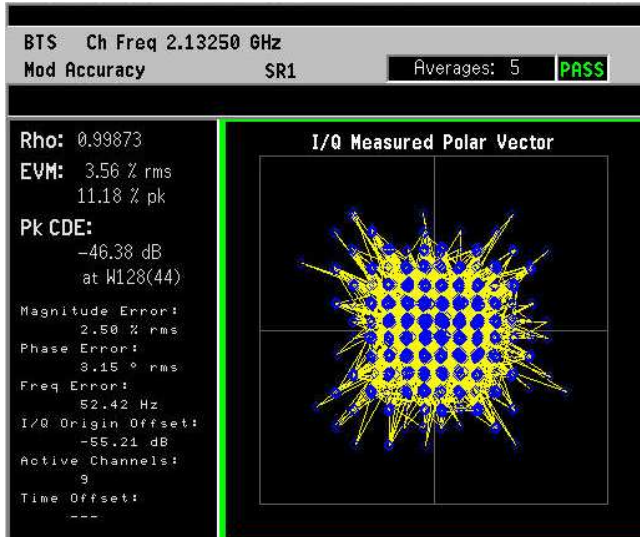 BTS Ch Freq 2.13250 GHz
Mod Accuracy SR1 Averages: 5 PASS
Rho: 0.99873
EVM: 3.56 % rms
11.18 % pk
Pk CDE:
-46.38 dB
at W128(44)
Magnitude Error:
2.50 % rms
Phase Error:
3.15 ° rms
Freq Error:
52.42 Hz
I/Q Origin Offset:
-55.21 dB
Active Channels:
9
Time Offset:
---
I/Q Measured Polar Vector